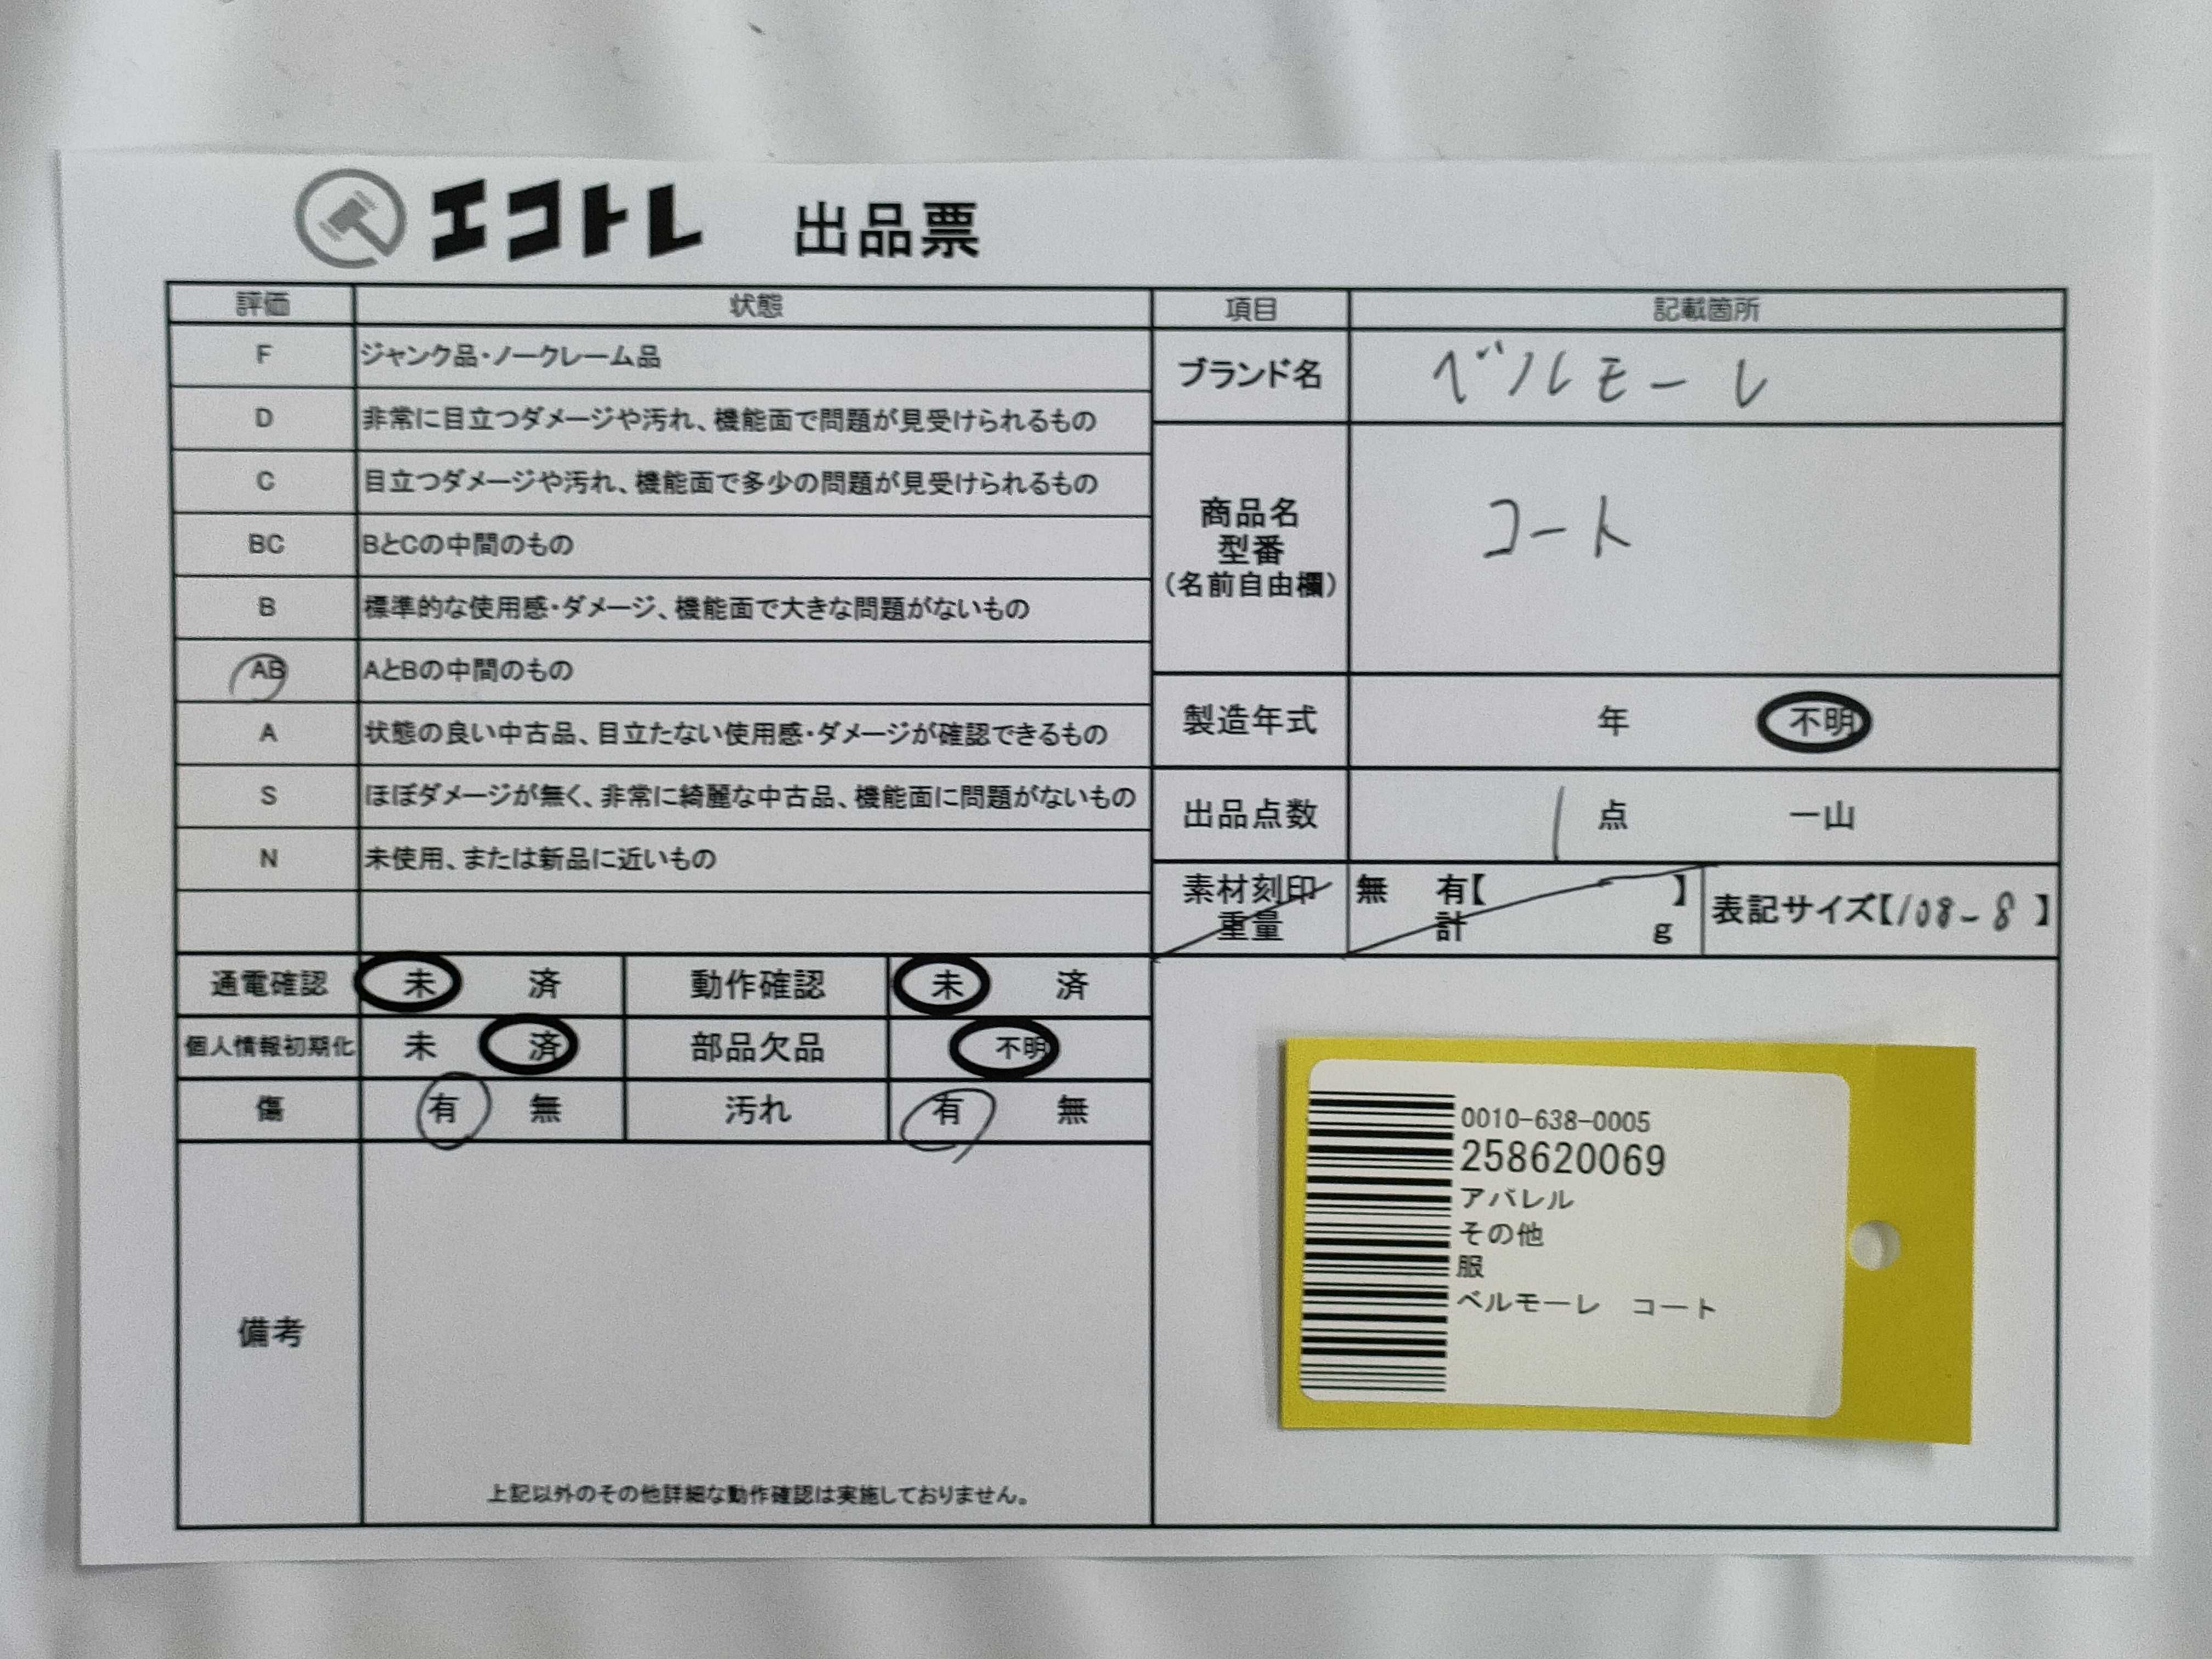 エコトレ 出品票
評価 状態
F ジャンク品・ノークレーム品
D 非常に目立つダメージや汚れ、機能面で問題が見受けられるもの
C 目立つダメージや汚れ、機能面で多少の問題が見受けられるもの
BC BとCの中間のもの
B 標準的な使用感・ダメージ、機能面で大きな問題がないもの
AB AとBの中間のもの
A 状態の良い中古品、目立たない使用感・ダメージが確認できるもの
S ほぼダメージが無く、非常に綺麗な中古品、機能面に問題がないもの
N 未使用、または新品に近いもの
項目 記載箇所
ブランド名 ベルモーレ
商品名
型番
(名前自由欄)
コート
製造年式 年 不明
出品点数 1 点 一山
素材刻印 無 有【 】
重量 計 g
表記サイズ【108-8】
通電確認 未 済 動作確認 未 済
個人情報初期化 未 済 部品欠品 不明
傷 有 無 汚れ 有 無
備考
上記以外のその他詳細な動作確認は実施しておりません。
0010-638-0005
258620069
アパレル
その他
服
ベルモーレ コート